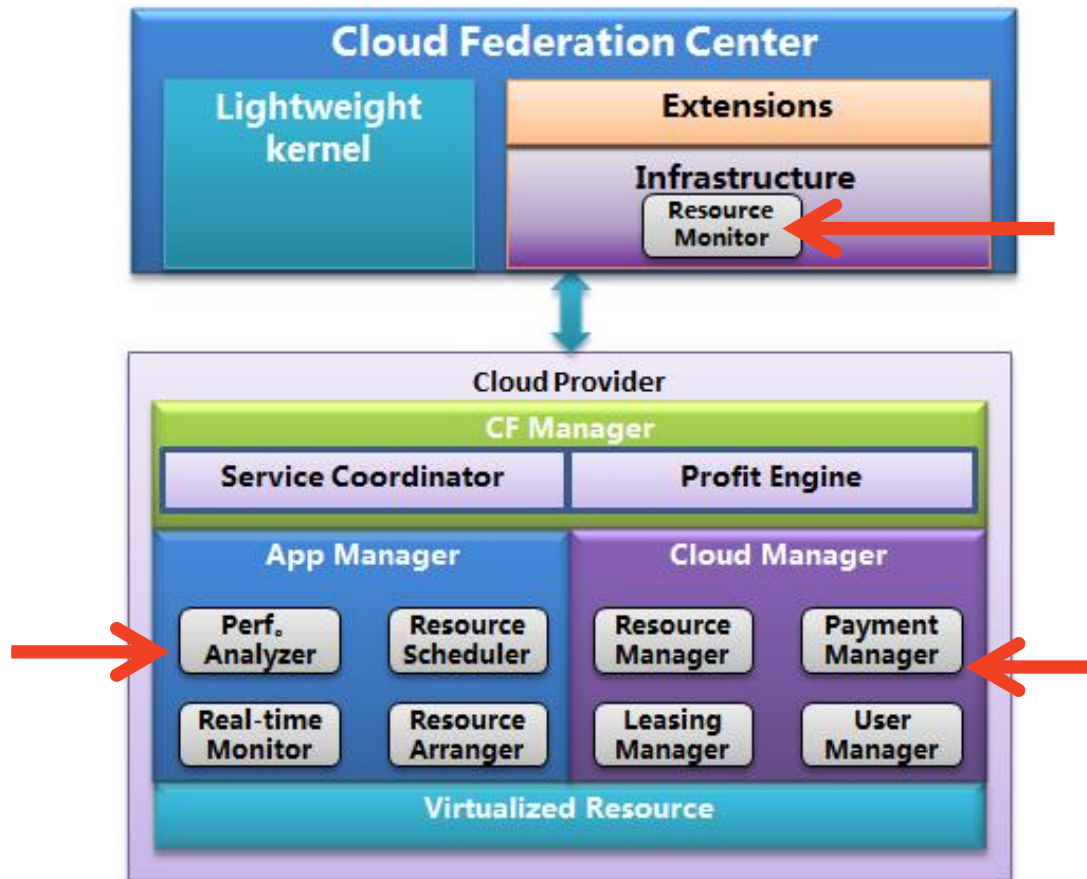 Cloud Federation Center
Lightweight
kernel
Extensions
Infrastructure
Resource
Monitor
Cloud Provider
CF Manager
Service Coordinator
Profit Engine
App Manager
Cloud Manager
Perf。
Analyzer
Resource
Scheduler
Resource
Manager
Payment
Manager
Real-time
Monitor
Resource
Arranger
Leasing
Manager
User
Manager
Virtualized Resource